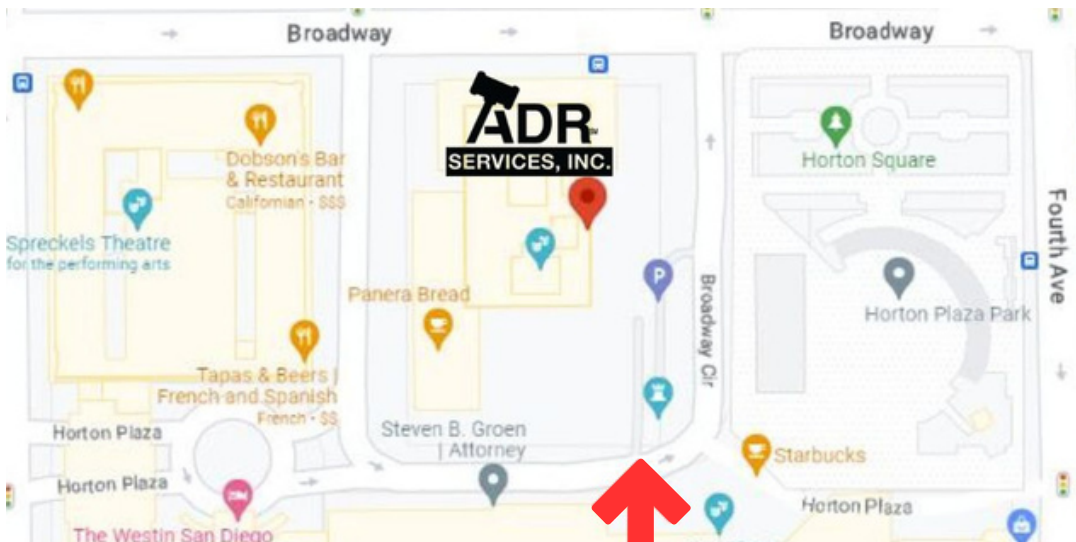 Broadway
Broadway
ADR
SERVICES, INC.
Dobson's Bar
& Restaurant
Californian - $$$
Horton Square
Spreckels Theatre
for the performing arts
Fourth Ave
Panera Bread
P
Broadway Cir
Horton Plaza Park
Tapas & Beers |
French and Spanish
French - $$
Horton Plaza
Steven B. Groen
| Attorney
Starbucks
Horton Plaza
Horton Plaza
The Westin San Diego